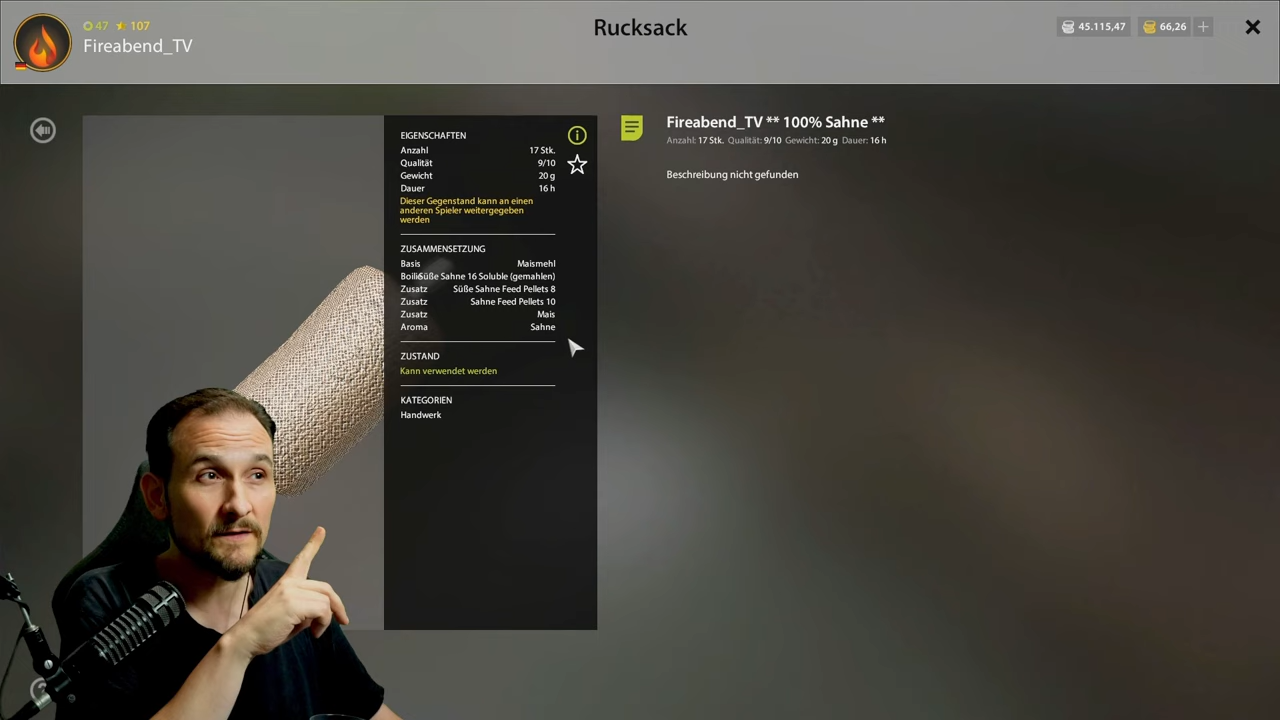 47 107
Fireabend_TV
Rucksack
45.115,47
66,26
EIGENSCHAFTEN
Anzahl 17 Stk.
Qualität 9/10
Gewicht 20 g
Dauer 16 h
Dieser Gegenstand kann an einen
anderen Spieler weitergegeben
werden
ZUSAMMENSETZUNG
Basis Maismehl
Süße Sahne 16 Soluble (gemahlen)
Zusatz Süße Sahne Feed Pellets 8
Zusatz Sahne Feed Pellets 10
Zusatz Mais
Aroma Sahne
ZUSTAND
Kann verwendet werden
KATEGORIEN
Handwerk
Fireabend_TV ** 100% Sahne **
Anzahl: 17 Stk. Qualität: 9/10 Gewicht: 20 g Dauer: 16 h
Beschreibung nicht gefunden